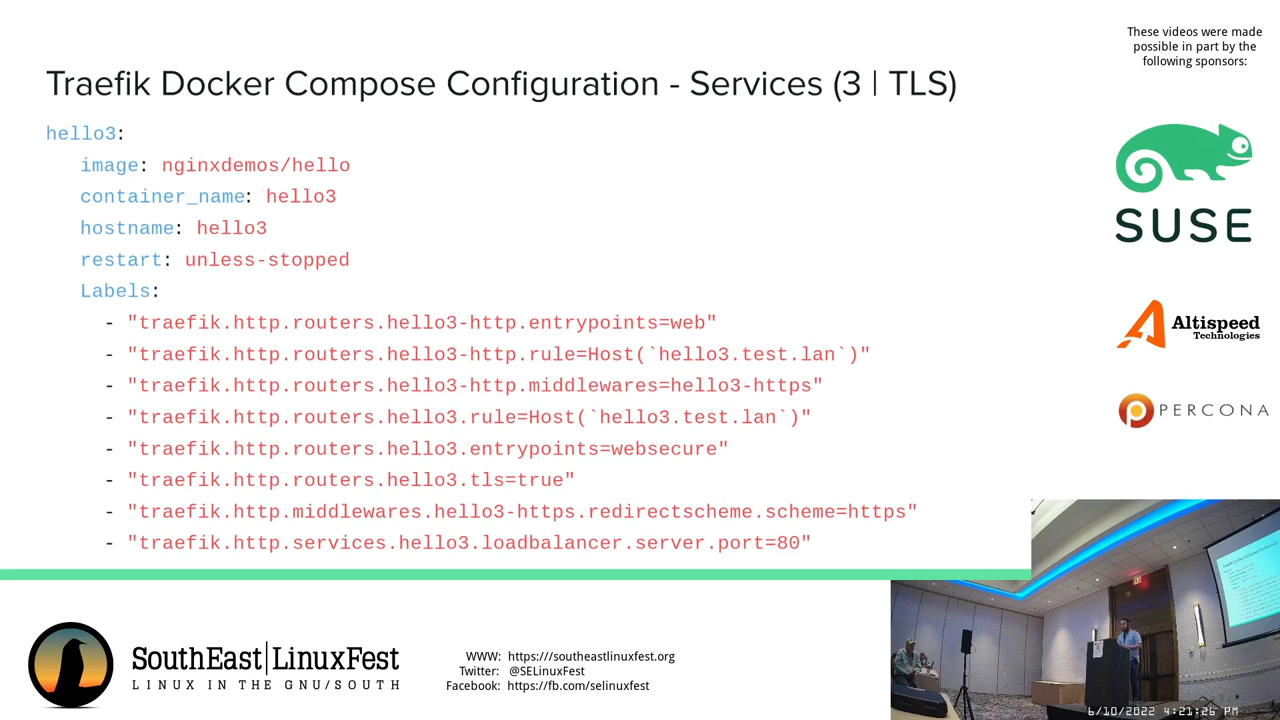 These videos were made
possible in part by the
following sponsors:
Traefik Docker Compose Configuration - Services (3 | TLS)
hello3:
image: nginxdemos/hello
container_name: hello3
hostname: hello3
restart: unless-stopped
Labels:
- "traefik.http.routers.hello3-http.entrypoints=web"
- "traefik.http.routers.hello3-http.rule=Host(`hello3.test.lan`)"
- "traefik.http.routers.hello3-http.middlewares=hello3-https"
- "traefik.http.routers.hello3.rule=Host(`hello3.test.lan`)"
- "traefik.http.routers.hello3.entrypoints=websecure"
- "traefik.http.routers.hello3.tls=true"
- "traefik.http.middlewares.hello3-https.redirectscheme.scheme=https"
- "traefik.http.services.hello3.loadbalancer.server.port=80"
SUSE
Altispeed
Technologies
PERCONA
SouthEast|LinuxFest
LINUX IN THE GNU/SOUTH
WWW: https:///southeastlinuxfest.org
Twitter: @SELinuxFest
Facebook: https://fb.com/selinuxfest
6/10/2022 4:21:26 PM